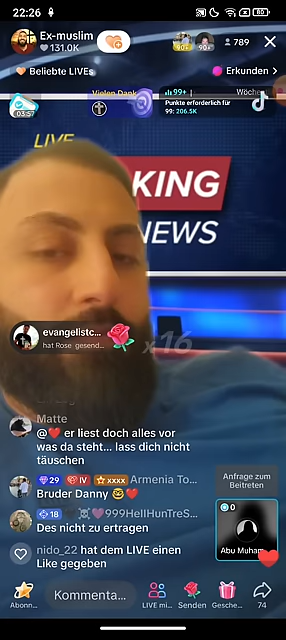 22:26
80
Ex-muslim
131.0K
90+
90+
789
Beliebte LIVEs
Erkunden
03:57
Vielen Dank
99+
Punkte erforderlich für
99: 206.5K
LIVE
KING
NEWS
evangelistc...
hat Rose gesend...
x16
Matte
@❤️ er liest doch alles vor
was da steht... lass dich nicht
täuschen
29 IV xxxx Armenia To...
Bruder Danny 🤓❤️
18 ☠️💜999HellHunTreS...
Des nicht zu ertragen
nido_22 hat dem LIVE einen
Like gegeben
Anfrage zum
Beitreten
0
Abu Muham...
Abonn...
Kommenta...
LIVE mi...
Senden
Gesche...
74